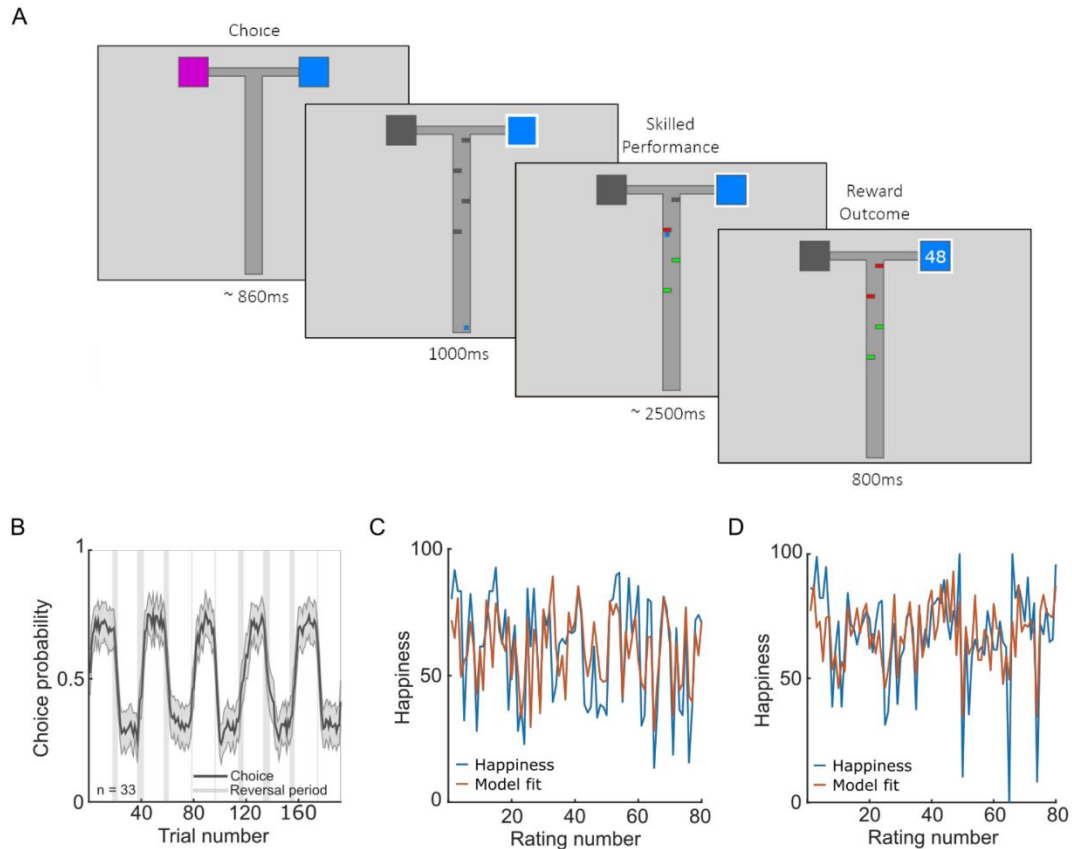 A
Choice
Skilled
Performance
Reward
Outcome
48
~ 860ms
1000ms
~ 2500ms
800ms
B
Choice probability
1
0.5
0
n = 33
Choice
Reversal period
40
80
120
160
Trial number
C
Happiness
100
50
0
Happiness
Model fit
20
40
60
80
Rating number
D
Happiness
100
50
0
Happiness
Model fit
20
40
60
80
Rating number